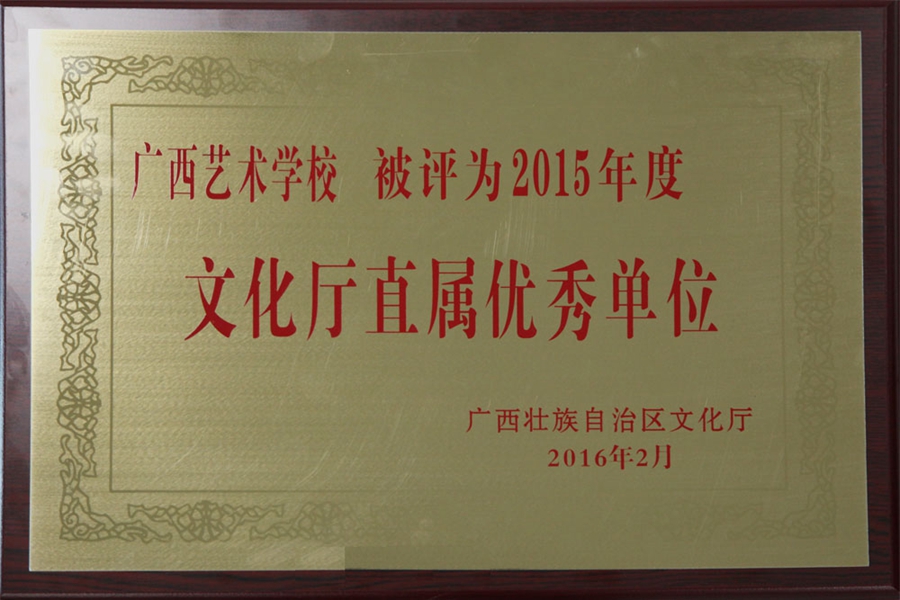 广西艺术学校 被评为2015年度
文化厅直属优秀单位
广西壮族自治区文化厅
2016年2月